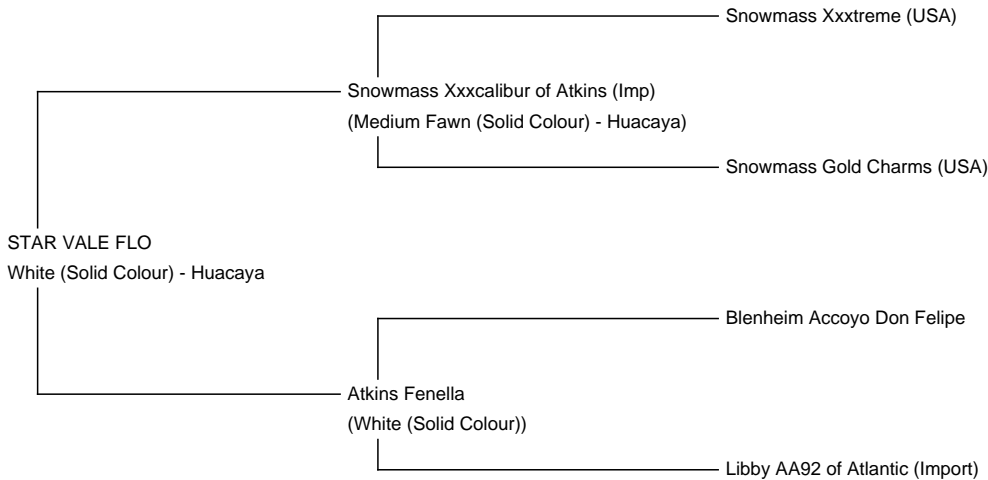 Snowmass Xxxtreme (USA)
Snowmass Xxxcalibur of Atkins (Imp)
(Medium Fawn (Solid Colour) - Huacaya)
Snowmass Gold Charms (USA)
STAR VALE FLO
White (Solid Colour) - Huacaya
Blenheim Accoyo Don Felipe
Atkins Fenella
(White (Solid Colour))
Libby AA92 of Atlantic (Import)